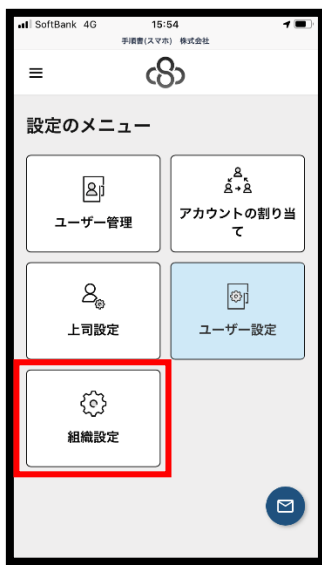 SoftBank 4G 15:54
手順書(スマホ) 株式会社
設定のメニュー
ユーザー管理
アカウントの割り当
て
上司設定
ユーザー設定
組織設定